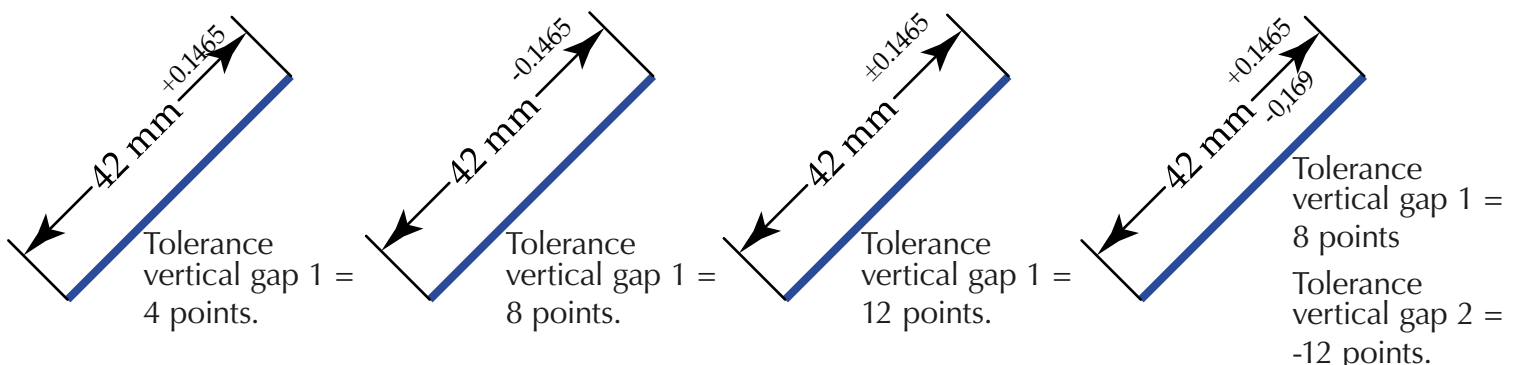 +0.1465
42 mm
Tolerance
vertical gap 1 =
4 points.
-0.1465
42 mm
Tolerance
vertical gap 1 =
8 points.
±0.1465
42 mm
Tolerance
vertical gap 1 =
12 points.
+0.1465
42 mm
-0,169
Tolerance
vertical gap 1 =
8 points
Tolerance
vertical gap 2 =
-12 points.